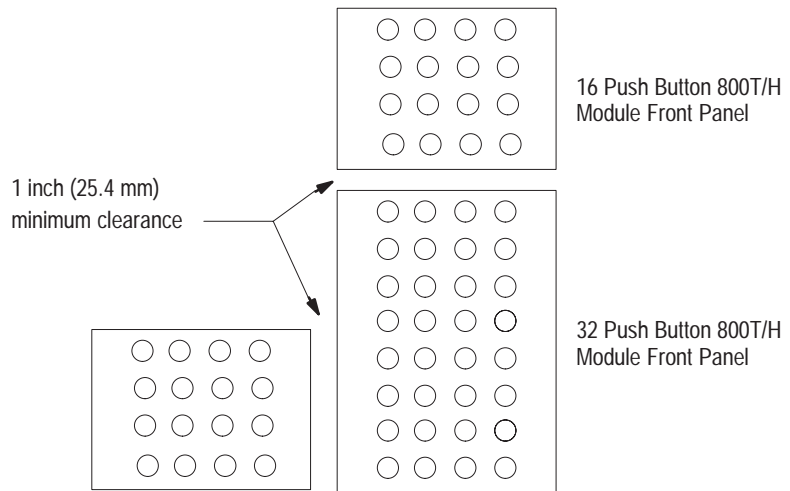 16 Push Button 800T/H
Module Front Panel
1 inch (25.4 mm)
minimum clearance
32 Push Button 800T/H
Module Front Panel